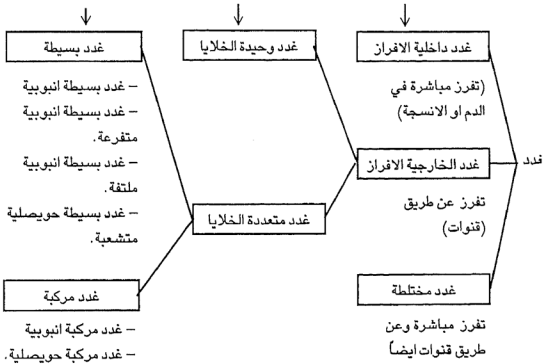 غدد
غدد داخلية الافراز
(تفرز مباشرة في
الدم او الانسجة)
غدد الخارجية الافراز
تفرز عن طريق
(قنوات)
غدد مختلطة
تفرز مباشرة وعن
طريق قنوات ايضاً
غدد وحيدة الخلايا
غدد متعددة الخلايا
غدد بسيطة
– غدد بسيطة انبوبية
– غدد بسيطة انبوبية
متفرعة.
– غدد بسيطة انبوبية
ملتفة.
– غدد بسيطة حويصلية
متشعبة.
غدد مركبة
– غدد مركبة انبوبية
– غدد مركبة حويصلية.